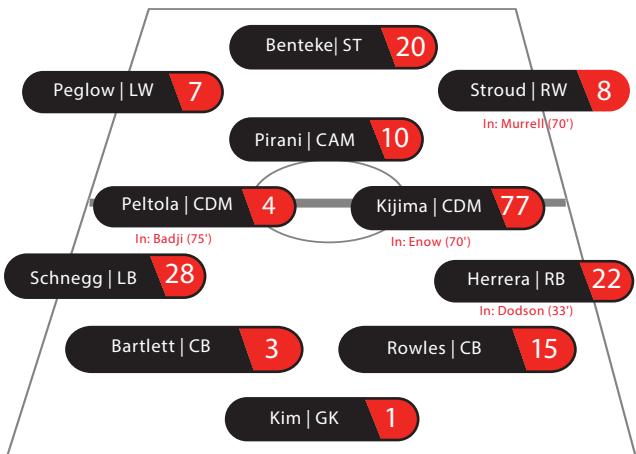 Benteke| ST 20
Peglow | LW 7
Stroud | RW 8
In: Murrell (70')
Pirani | CAM 10
Peltola | CDM 4
In: Badji (75')
Kijima | CDM 77
In: Enow (70')
Schnegg | LB 28
Herrera | RB 22
In: Dodson (33')
Bartlett | CB 3
Rowles | CB 15
Kim | GK 1